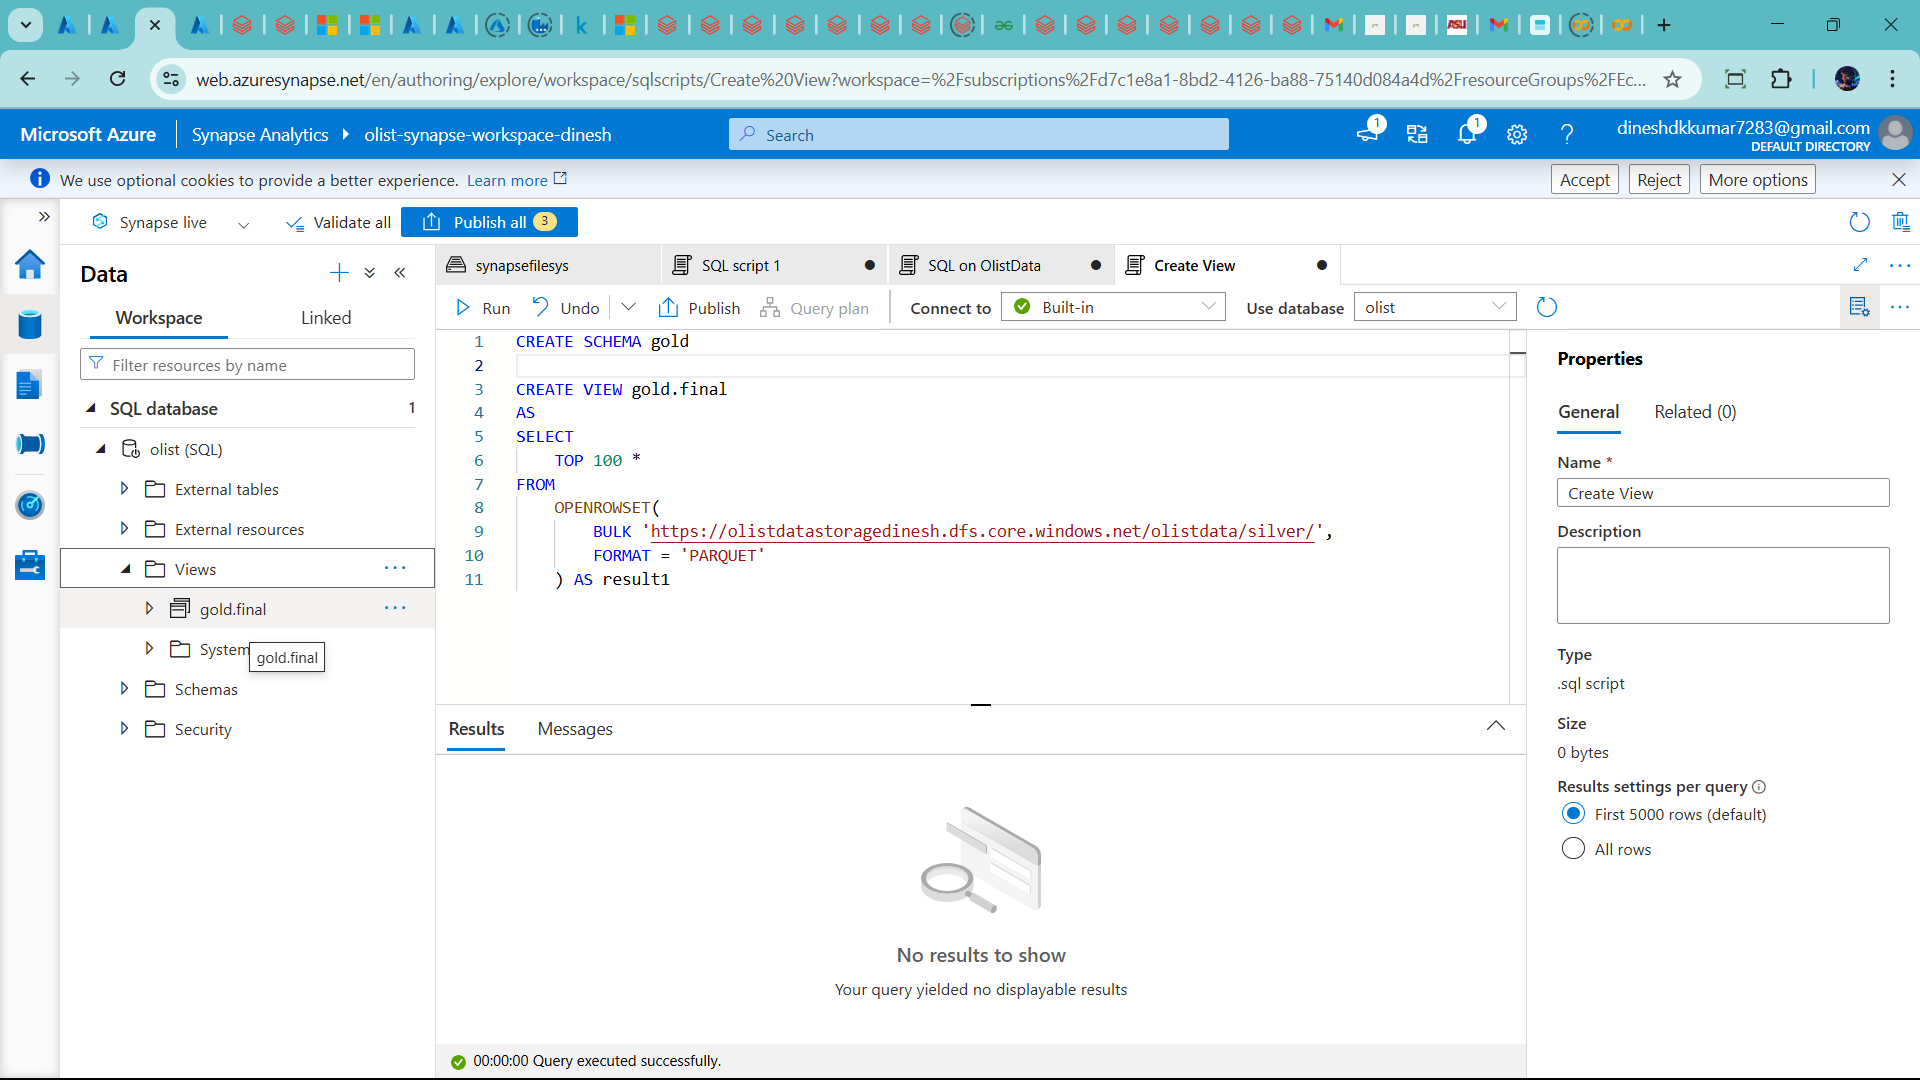 web.azuresynapse.net/en/authoring/explore/workspace/sqlscripts/Create%20View?workspace=%2Fsubscriptions%2Fd7c1e8a1-8bd2-4126-ba88-75140d084a4d%2FresourceGroups%2FEc...
Microsoft Azure
Synapse Analytics
olist-synapse-workspace-dinesh
Search
1
1
dineshdkkumar7283@gmail.com
DEFAULT DIRECTORY
We use optional cookies to provide a better experience. Learn more
Accept
Reject
More options
Synapse live
Validate all
Publish all 3
Data
Workspace
Linked
Filter resources by name
SQL database 1
olist (SQL)
External tables
External resources
Views
gold.final
System
gold.final
Schemas
Security
synapsefilesys
SQL script 1
SQL on OlistData
Create View
Run
Undo
Publish
Query plan
Connect to
Built-in
Use database
olist
1 CREATE SCHEMA gold
2
3 CREATE VIEW gold.final
4 AS
5 SELECT
6 TOP 100 *
7 FROM
8 OPENROWSET(
9 BULK 'https://olistdatastoragedinesh.dfs.core.windows.net/olistdata/silver/',
10 FORMAT = 'PARQUET'
11 ) AS result1
Results
Messages
No results to show
Your query yielded no displayable results
00:00:00 Query executed successfully.
Properties
General
Related (0)
Name *
Create View
Description
Type
.sql script
Size
0 bytes
Results settings per query
First 5000 rows (default)
All rows